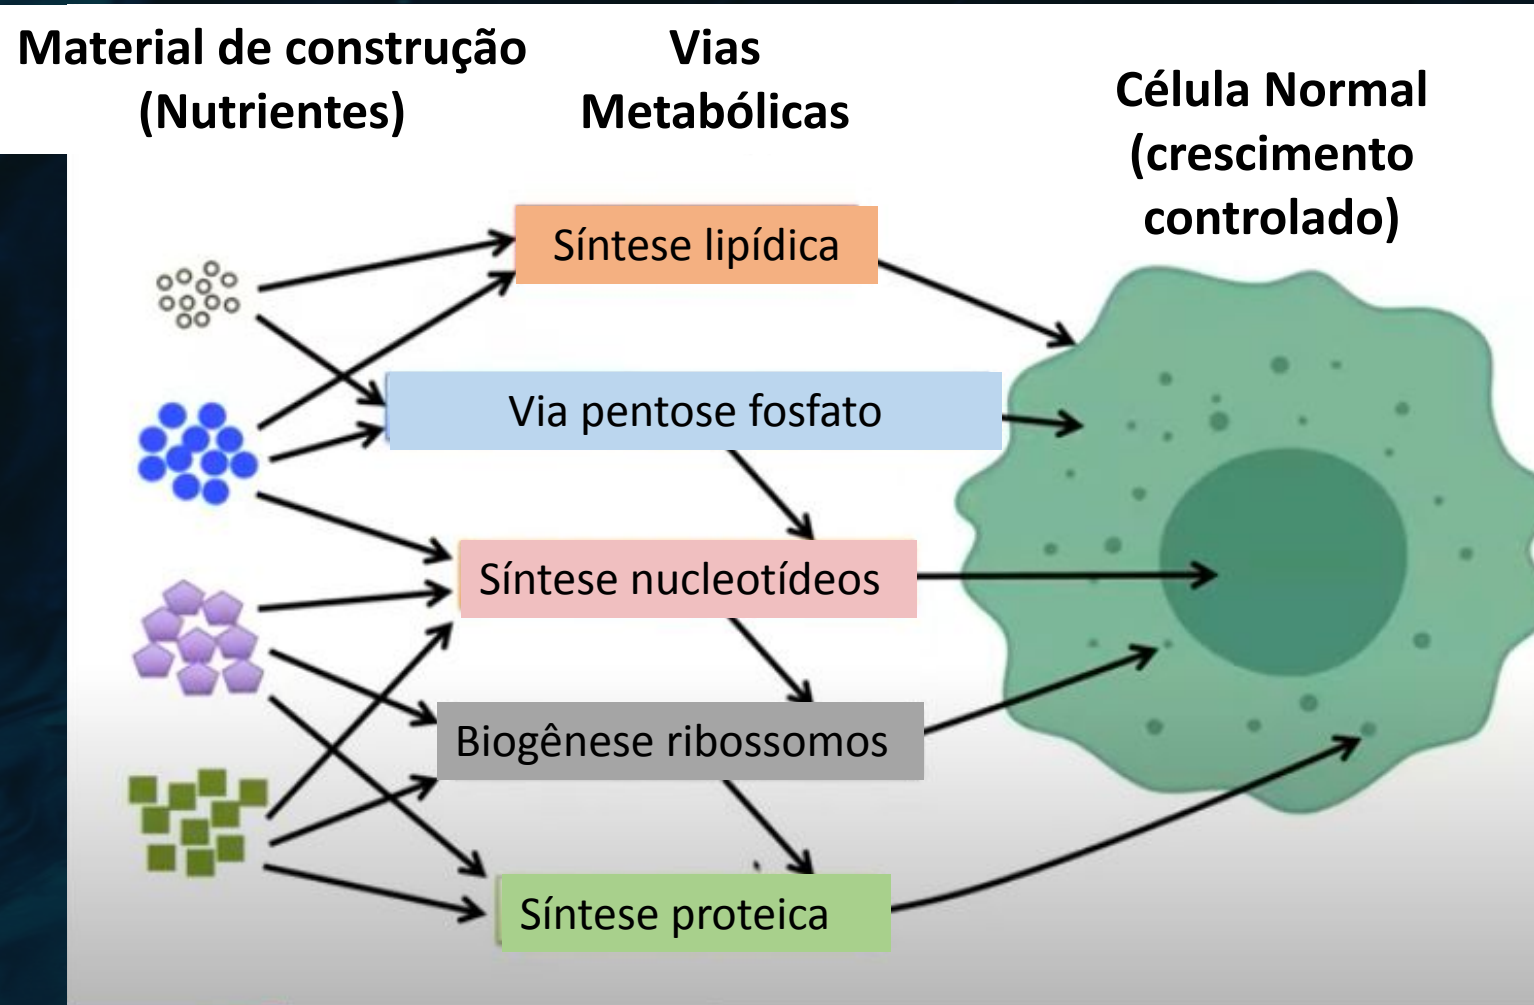 Material de construção
(Nutrientes)
Vias
Metabólicas
Célula Normal
(crescimento
controlado)
Síntese lipídica
Via pentose fosfato
Síntese nucleotídeos
Biogênese ribossomos
Síntese proteica